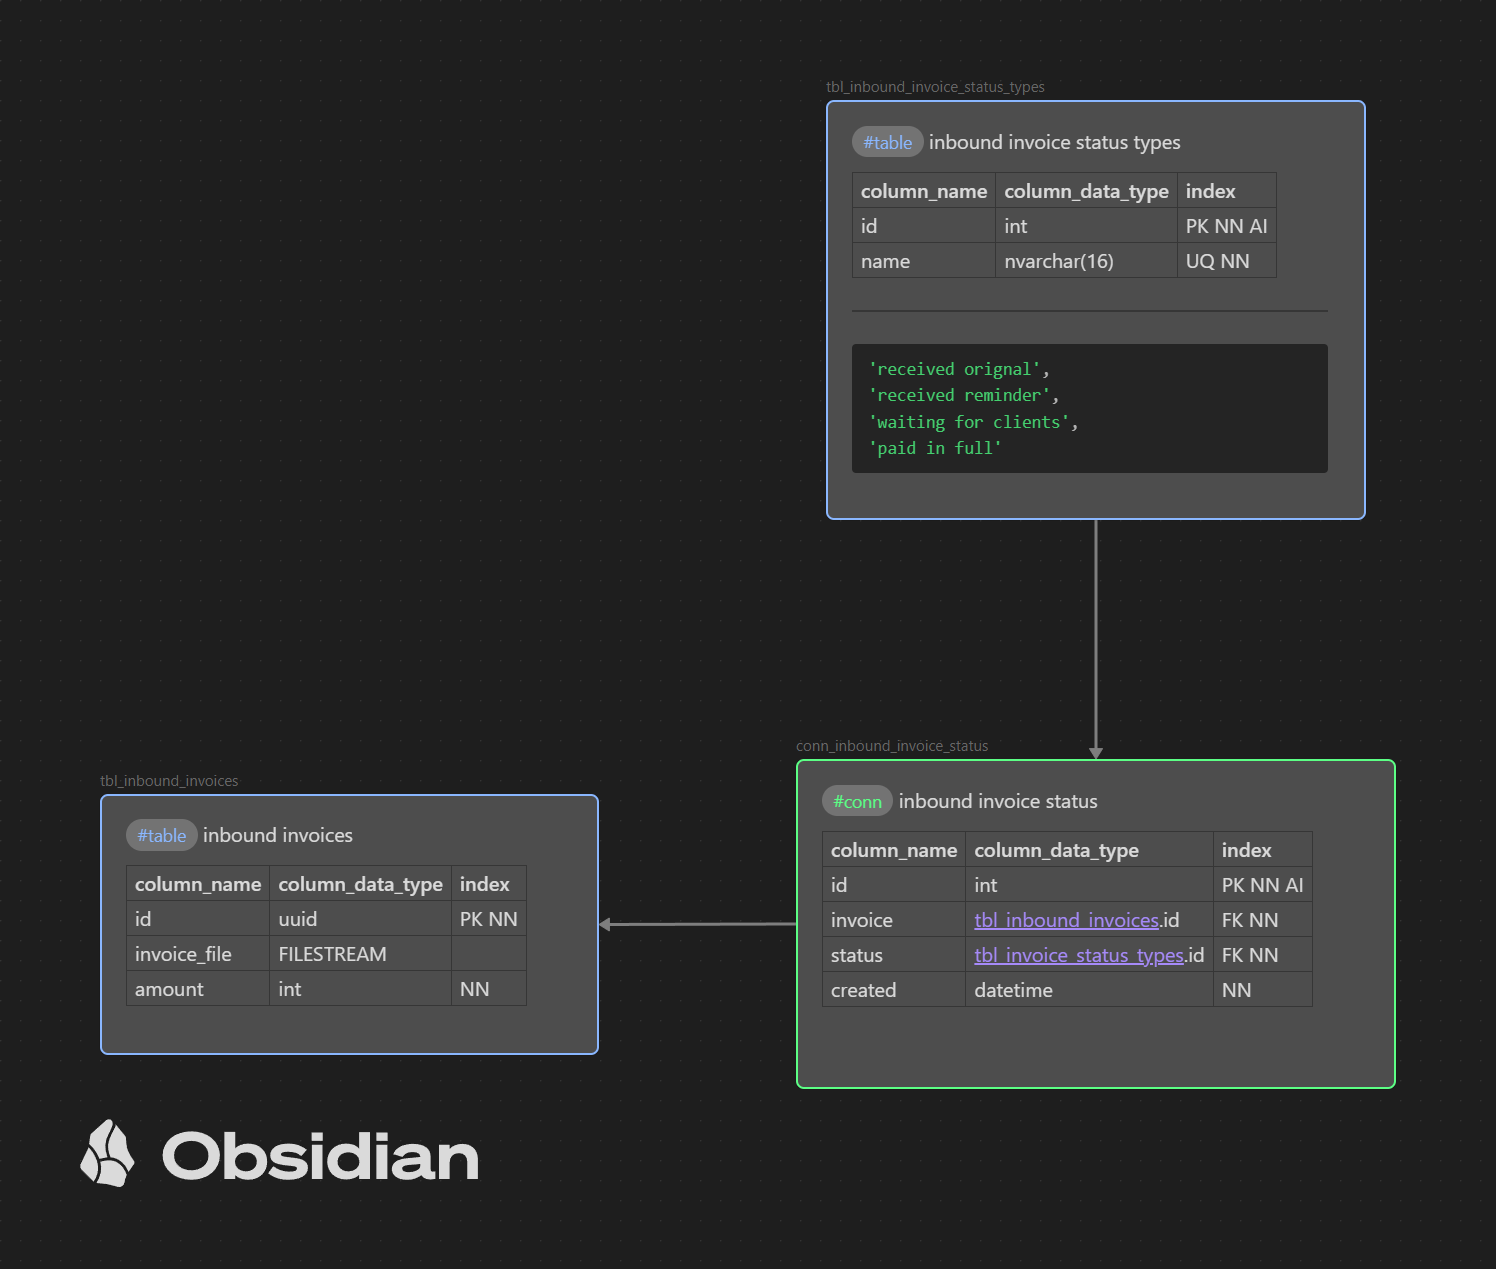 tbl_inbound_invoice_status_types
#table inbound invoice status types
column_name column_data_type index
id int PK NN AI
name nvarchar(16) UQ NN
'received orignal',
'received reminder',
'waiting for clients',
'paid in full'
tbl_inbound_invoices
#table inbound invoices
column_name column_data_type index
id uuid PK NN
invoice_file FILESTREAM
amount int NN
conn_inbound_invoice_status
#conn inbound invoice status
column_name column_data_type index
id int PK NN AI
invoice tbl_inbound_invoices.id FK NN
status tbl_invoice_status_types.id FK NN
created datetime NN
Obsidian